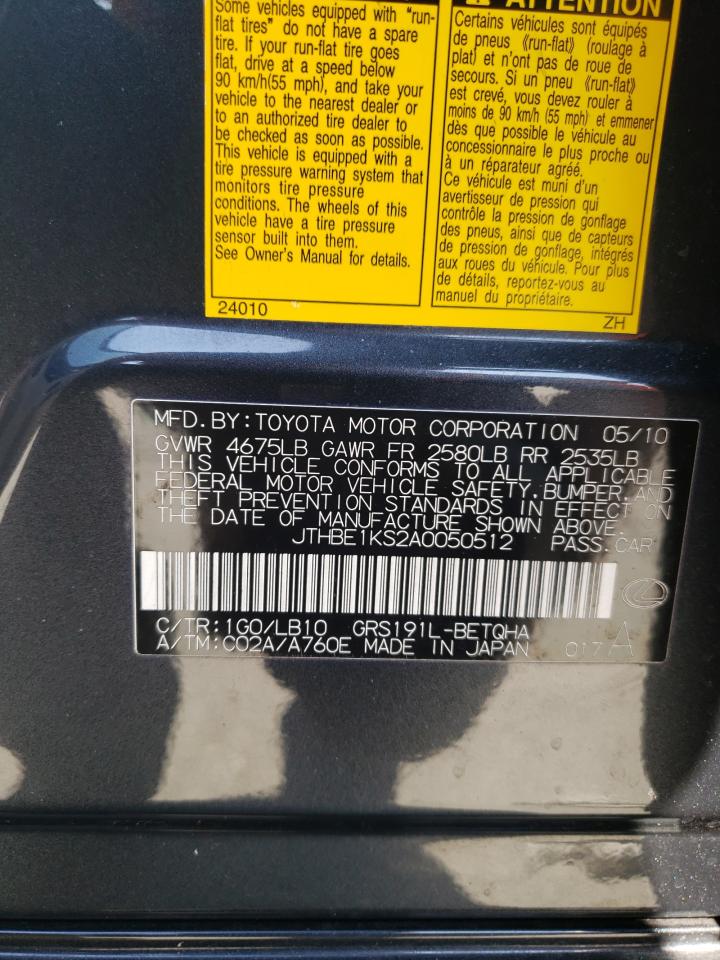 Some vehicles equipped with "run-
flat tires" do not have a spare
tire. If your run-flat tire goes
flat, drive at a speed below
90 km/h(55 mph), and take your
vehicle to the nearest dealer or
to an authorized tire dealer to
be checked as soon as possible.
This vehicle is equipped with a
tire pressure warning system that
monitors tire pressure
conditions. The wheels of this
vehicle have a tire pressure
sensor built into them.
See Owner's Manual for details.
24010
ATTENTION
Certains véhicules sont équipés
de pneus 《run-flat》 (roulage à
plat) et n'ont pas de roue de
secours. Si un pneu 《run-flat》
est crevé, vous devez rouler à
moins de 90 km/h (55 mph) et emmener
dès que possible le véhicule au
concessionnaire le plus proche ou
à un réparateur agréé.
Ce véhicule est muni d'un
avertisseur de pression qui
contrôle la pression de gonflage
des pneus, ainsi que de capteurs
de pression de gonflage, intégrés
aux roues du véhicule. Pour plus
de détails, reportez-vous au
manuel du propriétaire.
ZH
MFD.BY:TOYOTA MOTOR CORPORATION 05/10
GVWR 4675LB GAWR FR 2580LB RR 2535LB
THIS VEHICLE CONFORMS TO ALL APPLICABLE
FEDERAL MOTOR VEHICLE SAFETY,BUMPER,AND
THEFT PREVENTION STANDARDS IN EFFECT ON
THE DATE OF MANUFACTURE SHOWN ABOVE.
JTHBE1KS2A0050512 PASS.CAR
C/TR:1G0/LB10 GRS191L-BETQHA
A/TM:C02A/A760E MADE IN JAPAN 017A